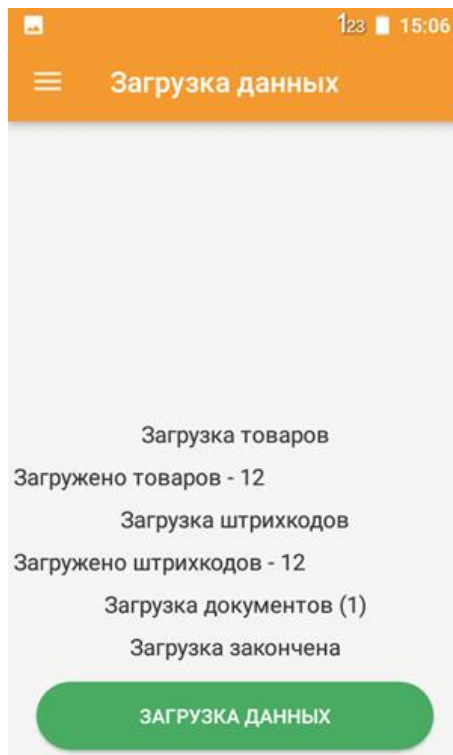 123 15:06
Загрузка данных
Загрузка товаров
Загружено товаров - 12
Загрузка штрихкодов
Загружено штрихкодов - 12
Загрузка документов (1)
Загрузка закончена
ЗАГРУЗКА ДАННЫХ